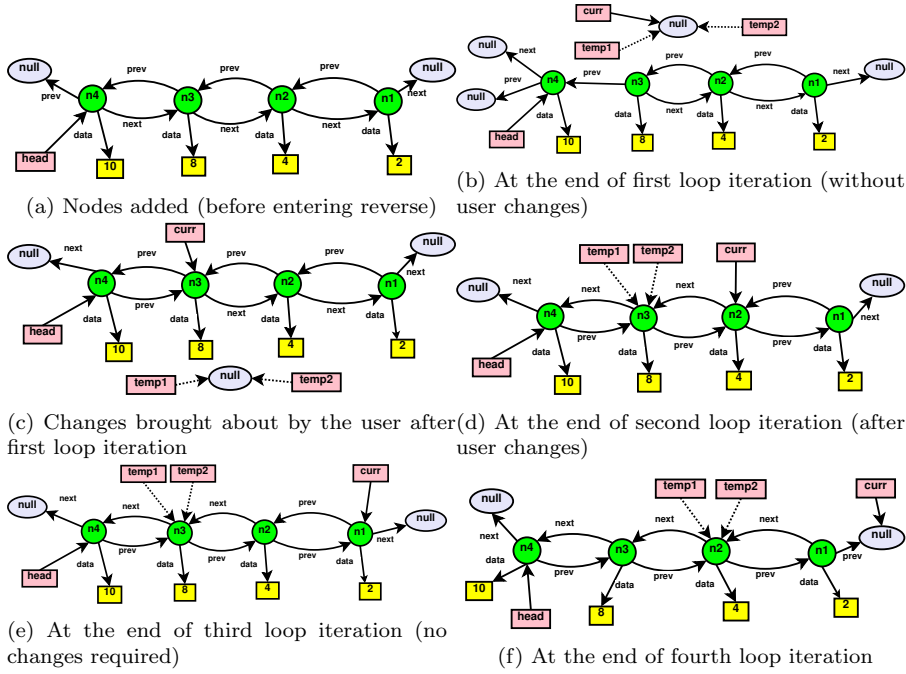 null
prev
prev
prev
null
n4
n3
n2
n1
prev
next
next
next
next
data
data
data
data
head
10
8
4
2
(a) Nodes added (before entering reverse)
curr
null
temp2
temp1
null
next
n4
prev
prev
prev
next
null
prev
n3
n2
n1
null
next
next
data
data
data
data
head
10
8
4
2
(b) At the end of first loop iteration (without
user changes)
curr
null
next
prev
prev
prev
null
n4
n3
n2
n1
next
prev
next
next
data
data
data
data
head
10
8
4
2
temp1
null
temp2
(c) Changes brought about by the user after
first loop iteration
temp1
temp2
curr
null
next
next
next
prev
null
n4
n3
n2
n1
next
prev
prev
prev
data
data
data
data
head
10
8
4
2
(d) At the end of second loop iteration (after
user changes)
temp1
temp2
curr
null
next
next
next
prev
null
n4
n3
n2
n1
next
prev
prev
prev
data
data
data
data
head
10
8
4
2
(e) At the end of third loop iteration (no
changes required)
temp1
temp2
curr
null
next
next
next
next
null
n4
n3
n2
n1
prev
prev
prev
prev
data
data
data
data
10
head
8
4
2
(f) At the end of fourth loop iteration